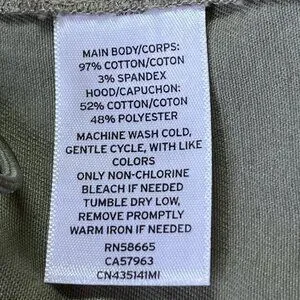 MAIN BODY/CORPS:
97% COTTON/COTON
3% SPANDEX
HOOD/CAPUCHON:
52% COTTON/COTON
48% POLYESTER
MACHINE WASH COLD,
GENTLE CYCLE, WITH LIKE
COLORS
ONLY NON-CHLORINE
BLEACH IF NEEDED
TUMBLE DRY LOW,
REMOVE PROMPTLY
WARM IRON IF NEEDED
RN58665
CA57963
CN435141MI